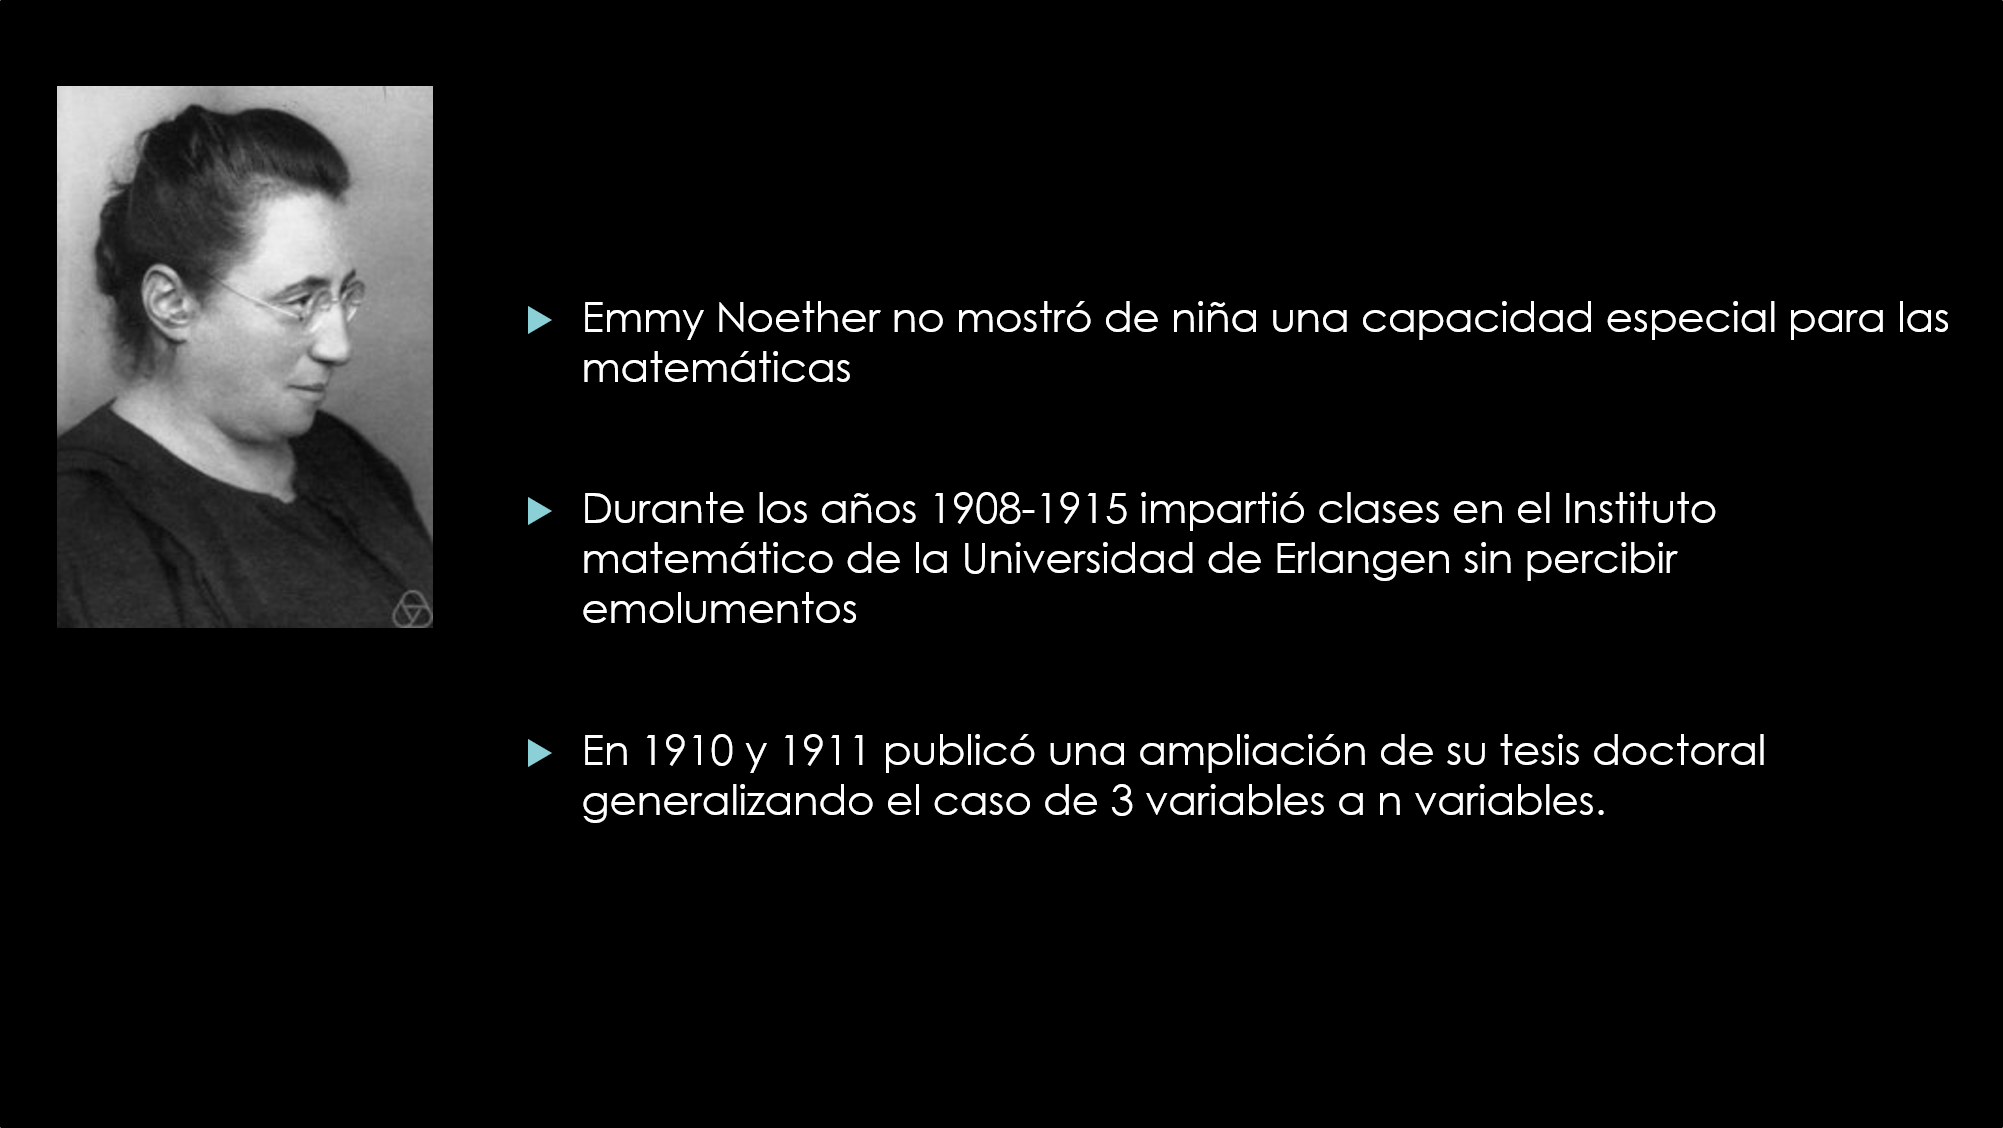 Emmy Noether no mostró de niña una capacidad especial para las
matemáticas
Durante los años 1908-1915 impartió clases en el Instituto
matemático de la Universidad de Erlangen sin percibir
emolumentos
En 1910 y 1911 publicó una ampliación de su tesis doctoral
generalizando el caso de 3 variables a n variables.